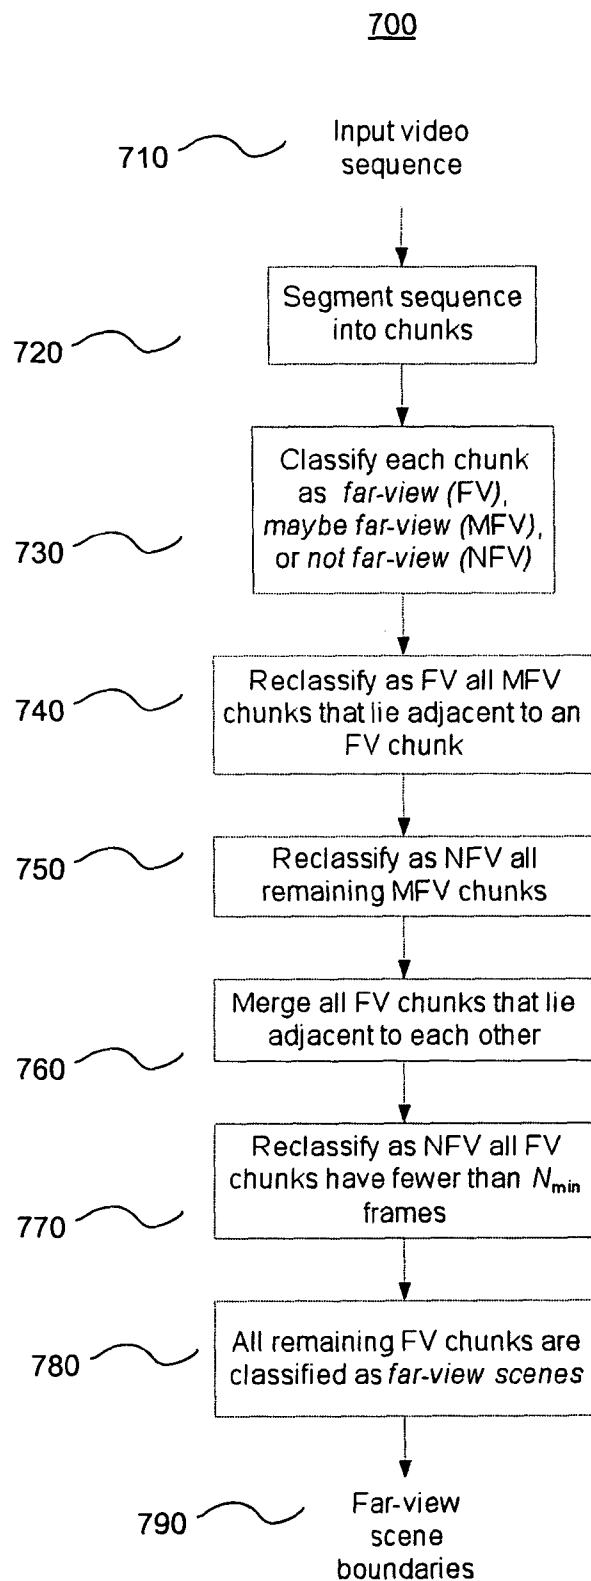 700
710
Input video
sequence
720
Segment sequence
into chunks
730
Classify each chunk
as far-view (FV),
maybe far-view (MFV),
or not far-view (NFV)
740
Reclassify as FV all MFV
chunks that lie adjacent to an
FV chunk
750
Reclassify as NFV all
remaining MFV chunks
760
Merge all FV chunks that lie
adjacent to each other
770
Reclassify as NFV all FV
chunks have fewer than Nmin
frames
780
All remaining FV chunks are
classified as far-view scenes
790
Far-view
scene
boundaries